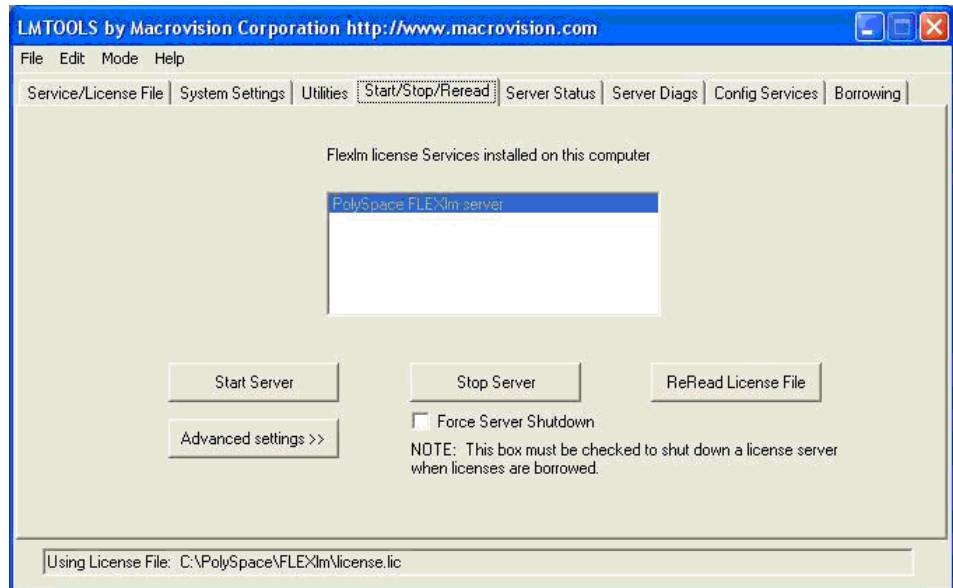 LMTOOLS by Macrovision Corporation http://www.macrovision.com
File Edit Mode Help
Service/License File System Settings Utilities Start/Stop/Reread Server Status Server Diags Config Services Borrowing
Flexlm license Services installed on this computer
PolySpace FLEXlm server
Start Server Stop Server ReRead License File
Advanced settings >> Force Server Shutdown
NOTE: This box must be checked to shut down a license server
when licenses are borrowed.
Using License File: C:\PolySpace\FLEXlm\license.lic